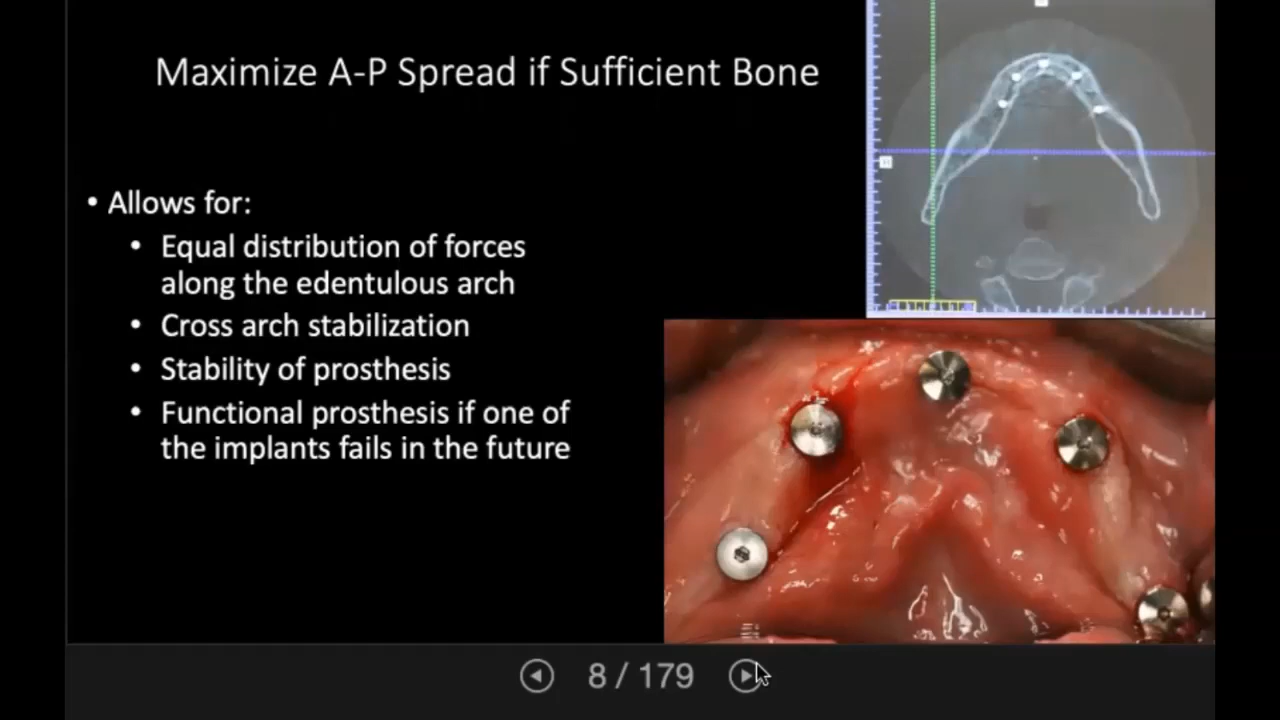 Maximize A-P Spread if Sufficient Bone
• Allows for:
• Equal distribution of forces
along the edentulous arch
• Cross arch stabilization
• Stability of prosthesis
• Functional prosthesis if one of
the implants fails in the future
8 / 179